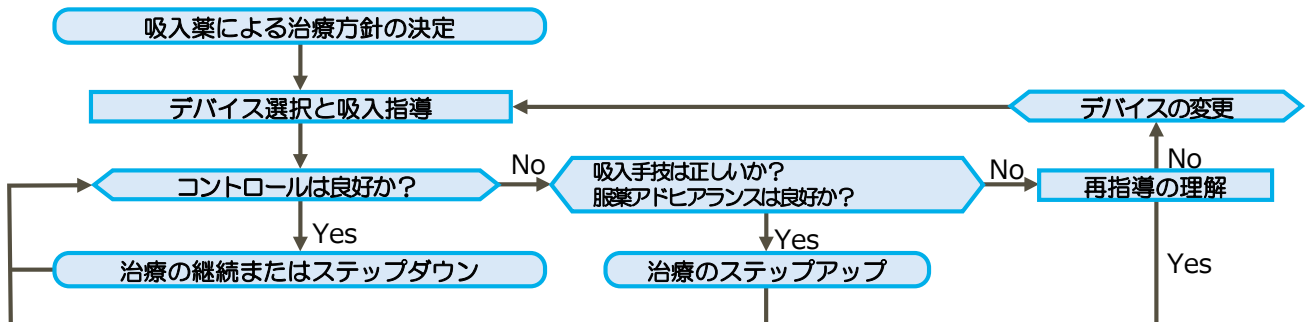 吸入薬による治療方針の決定
デバイス選択と吸入指導
デバイスの変更
コントロールは良好か？
No
吸入手技は正しいか？
服薬アドヒアランスは良好か？
No
再指導の理解
No
Yes
治療の継続またはステップダウン
Yes
治療のステップアップ
Yes